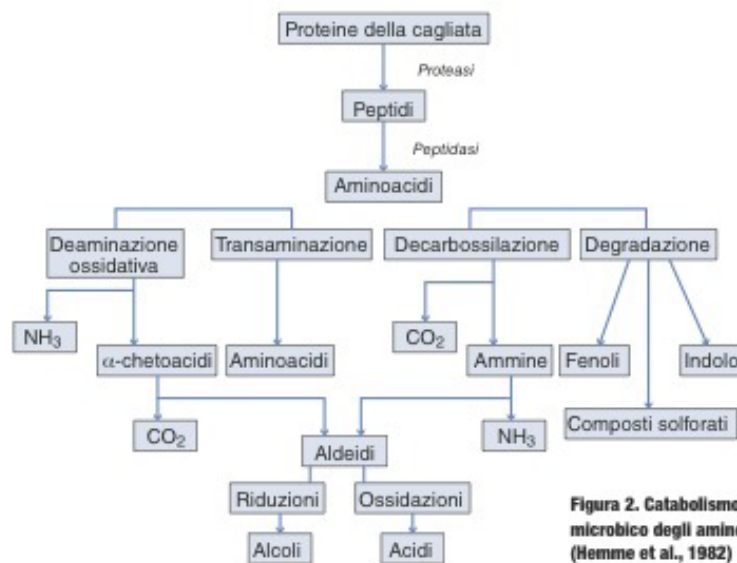 Proteine della cagliata
Proteasi
Peptidi
Peptidasi
Aminoacidi
Deaminazione
ossidativa
Transaminazione
Decarbossilazione
Degradazione
NH₃
α-chetoacidi
Aminoacidi
CO₂
Ammine
Fenoli
Indolo
CO₂
Aldeidi
NH₃
Composti solforati
Riduzioni
Ossidazioni
Alcoli
Acidi
Figura 2. Catabolismo
microbico degli
(Hemme et al., 1982)